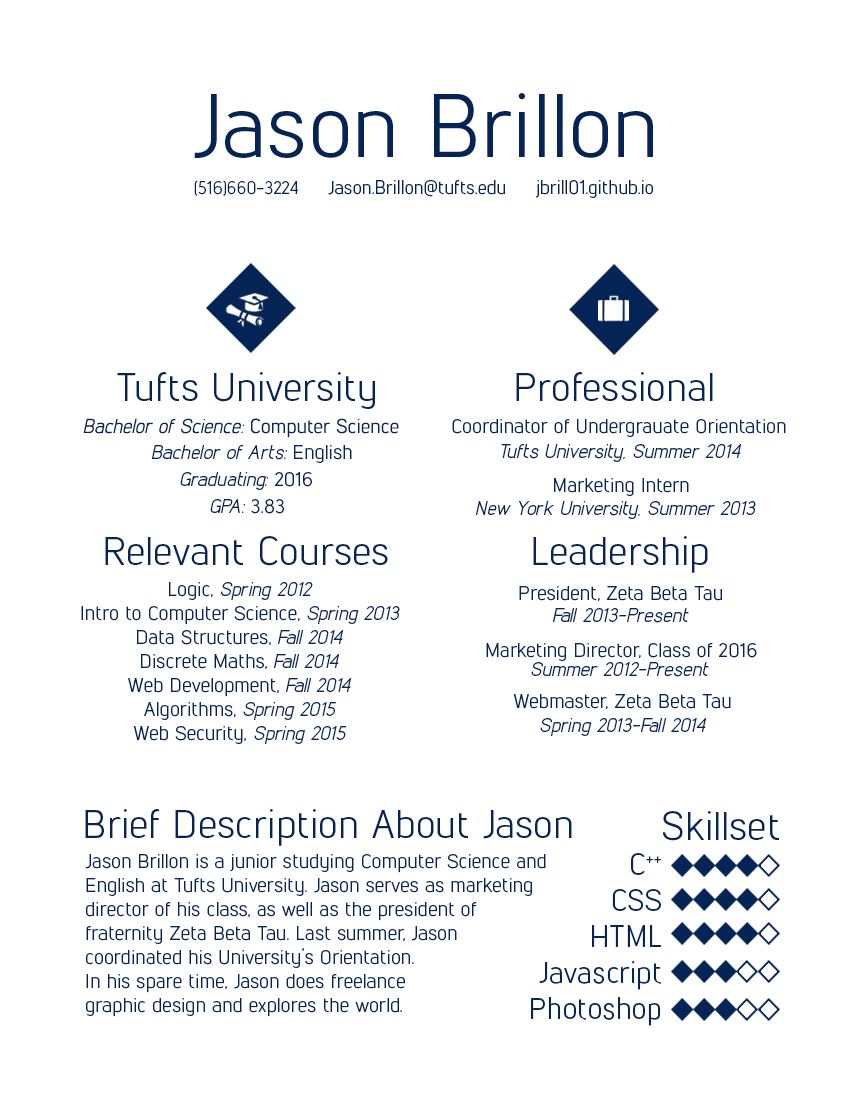 Jason Brillon
(516)660-3224 Jason.Brillon@tufts.edu jbrill01.github.io
Tufts University
Bachelor of Science: Computer Science
Bachelor of Arts: English
Graduating: 2016
GPA: 3.83
Relevant Courses
Logic, Spring 2012
Intro to Computer Science, Spring 2013
Data Structures, Fall 2014
Discrete Maths, Fall 2014
Web Development, Fall 2014
Algorithms, Spring 2015
Web Security, Spring 2015
Professional
Coordinator of Undergrauate Orientation
Tufts University, Summer 2014
Marketing Intern
New York University, Summer 2013
Leadership
President, Zeta Beta Tau
Fall 2013-Present
Marketing Director, Class of 2016
Summer 2012-Present
Webmaster, Zeta Beta Tau
Spring 2013-Fall 2014
Brief Description About Jason
Jason Brillon is a junior studying Computer Science and
English at Tufts University. Jason serves as marketing
director of his class, as well as the president of
fraternity Zeta Beta Tau. Last summer, Jason
coordinated his University's Orientation.
In his spare time, Jason does freelance
graphic design and explores the world.
Skillset
C++
CSS
HTML
Javascript
Photoshop